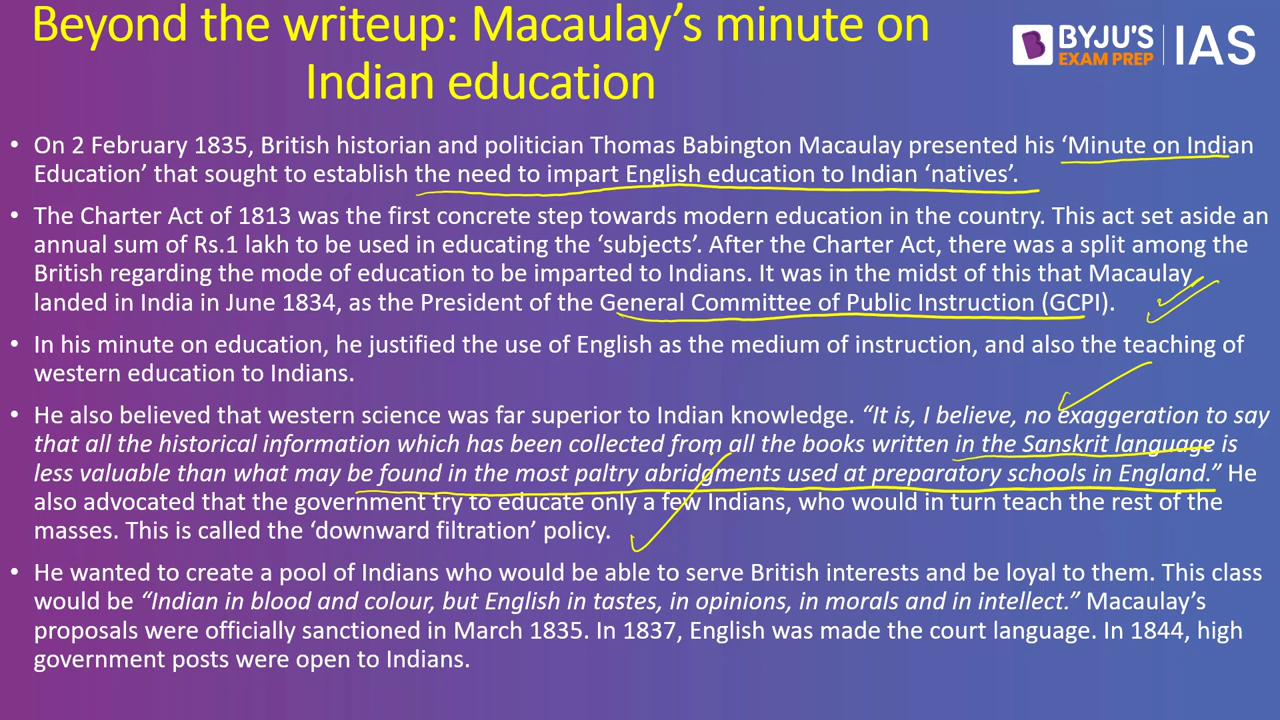 Beyond the writeup: Macaulay’s minute on
Indian education
BYJU'S
EXAM PREP
IAS
• On 2 February 1835, British historian and politician Thomas Babington Macaulay presented his ‘Minute on Indian
Education’ that sought to establish the need to impart English education to Indian ‘natives’.
• The Charter Act of 1813 was the first concrete step towards modern education in the country. This act set aside an
annual sum of Rs.1 lakh to be used in educating the ‘subjects’. After the Charter Act, there was a split among the
British regarding the mode of education to be imparted to Indians. It was in the midst of this that Macaulay
landed in India in June 1834, as the President of the General Committee of Public Instruction (GCPI).
• In his minute on education, he justified the use of English as the medium of instruction, and also the teaching of
western education to Indians.
• He also believed that western science was far superior to Indian knowledge. “It is, I believe, no exaggeration to say
that all the historical information which has been collected from all the books written in the Sanskrit language is
less valuable than what may be found in the most paltry abridgments used at preparatory schools in England.” He
also advocated that the government try to educate only a few Indians, who would in turn teach the rest of the
masses. This is called the ‘downward filtration’ policy.
• He wanted to create a pool of Indians who would be able to serve British interests and be loyal to them. This class
would be “Indian in blood and colour, but English in tastes, in opinions, in morals and in intellect.” Macaulay’s
proposals were officially sanctioned in March 1835. In 1837, English was made the court language. In 1844, high
government posts were open to Indians.